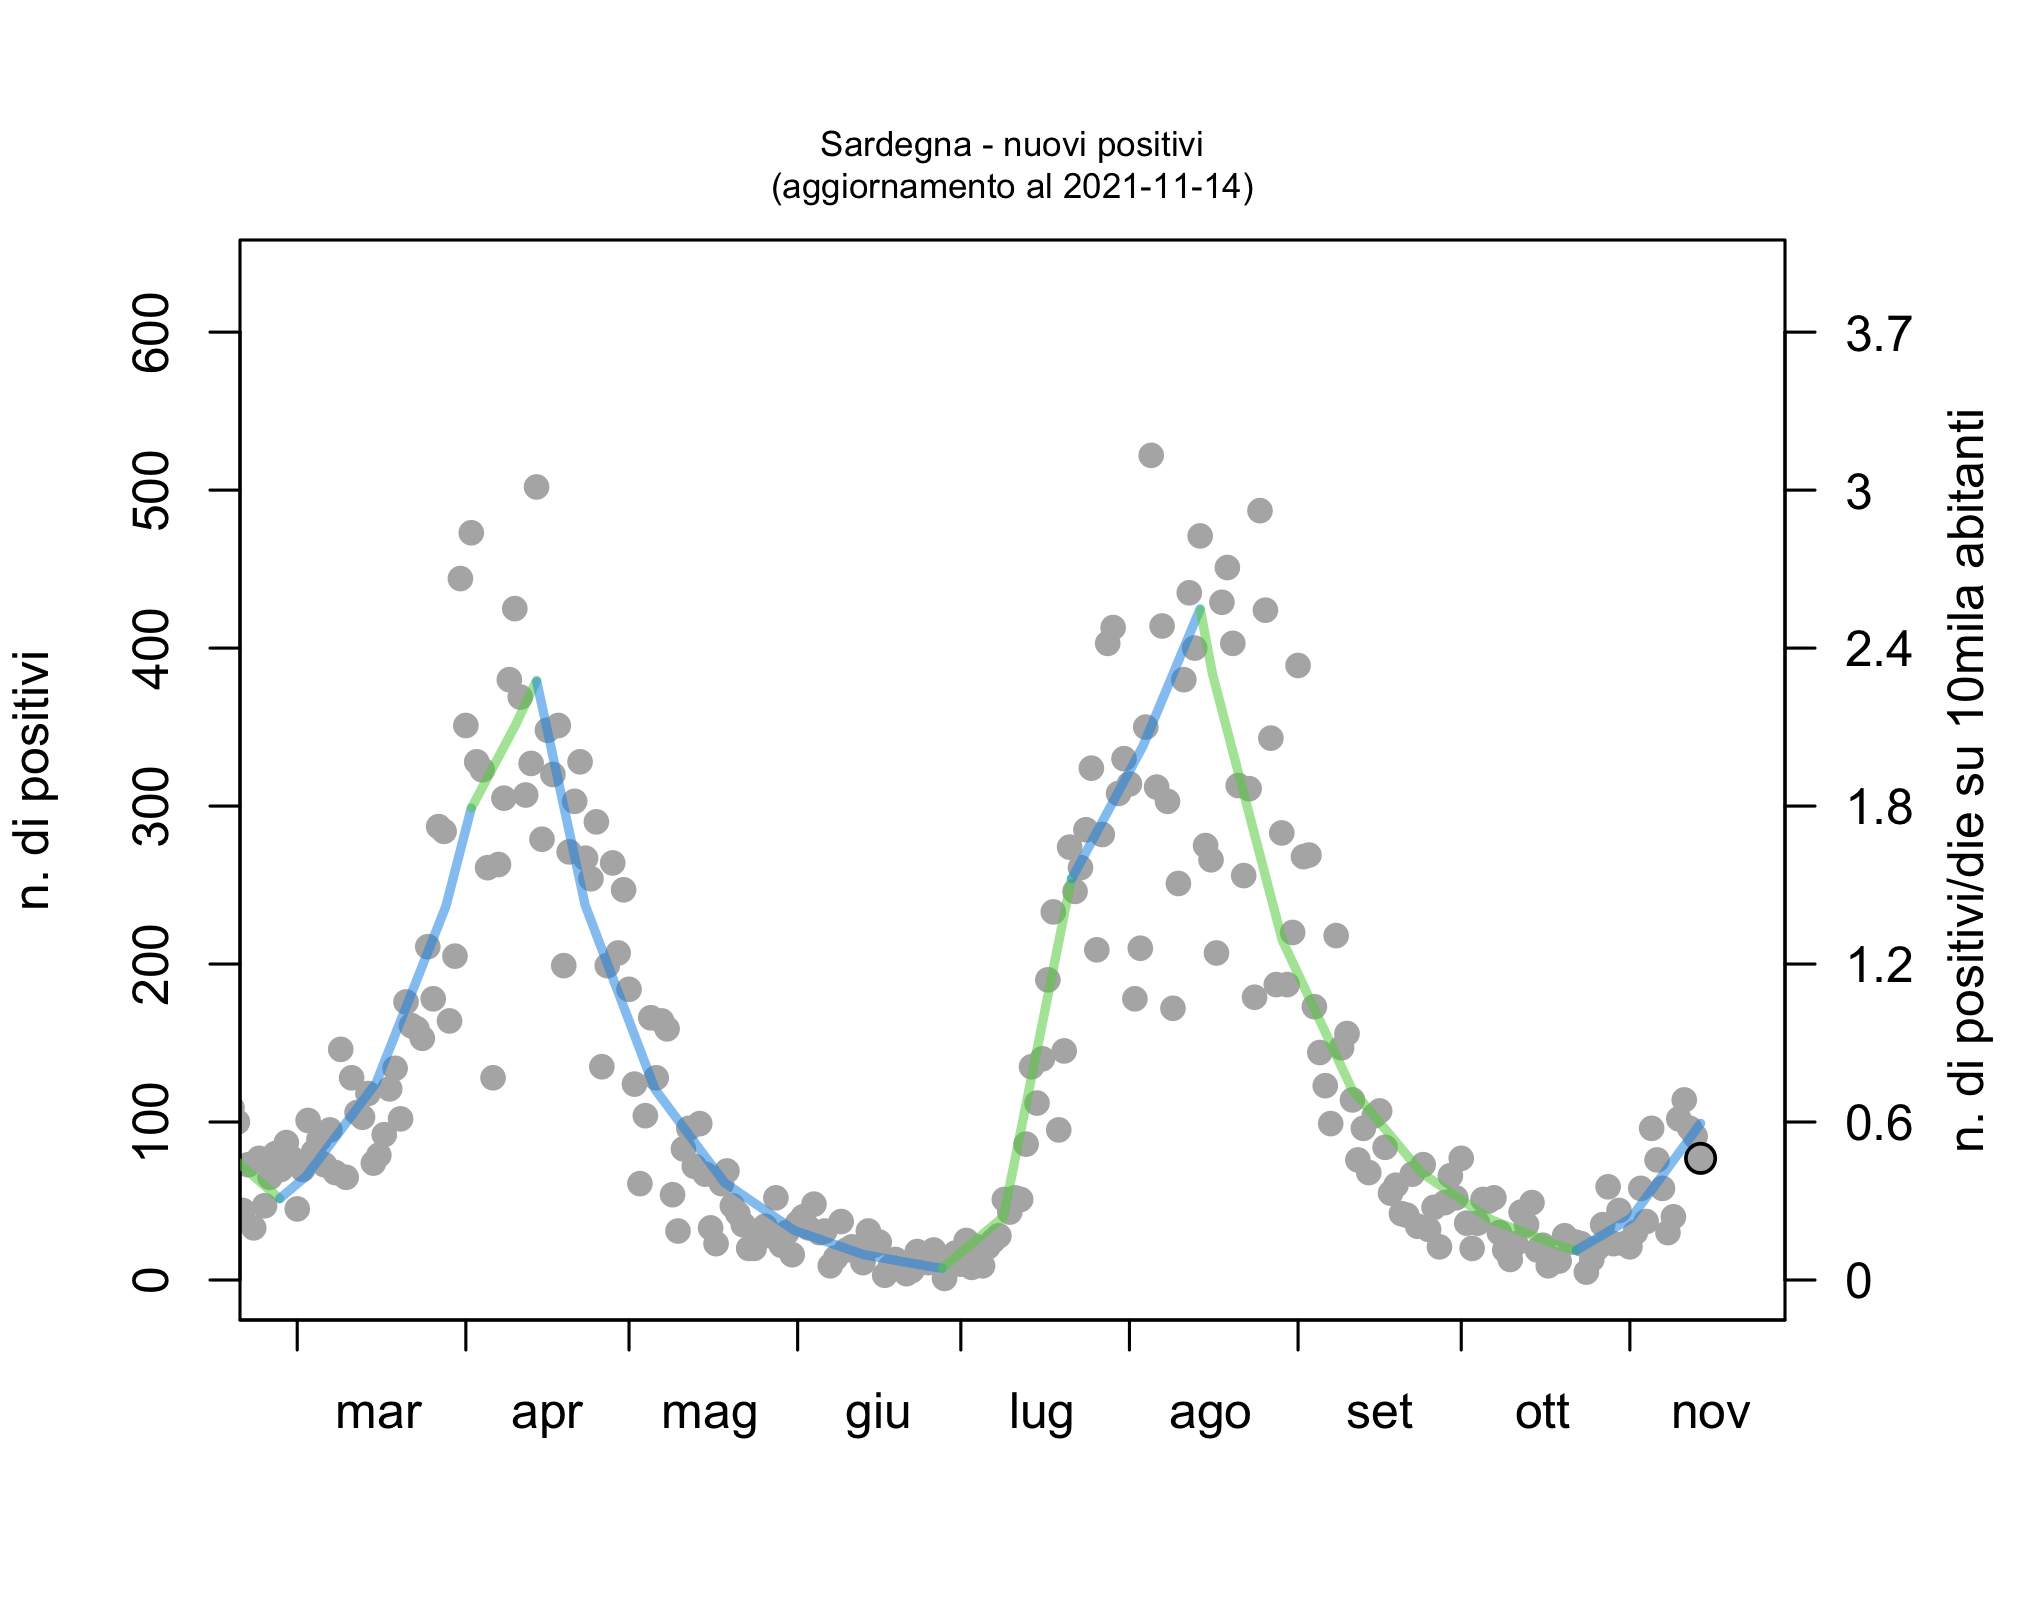 Sardegna - nuovi positivi
(aggiornamento al 2021-11-14)
n. di positivi
600
500
400
300
200
100
0
3.7
3
2.4
1.8
1.2
0.6
0
n. di positivi/die su 10mila abitanti
mar apr mag giu lug ago set ott nov